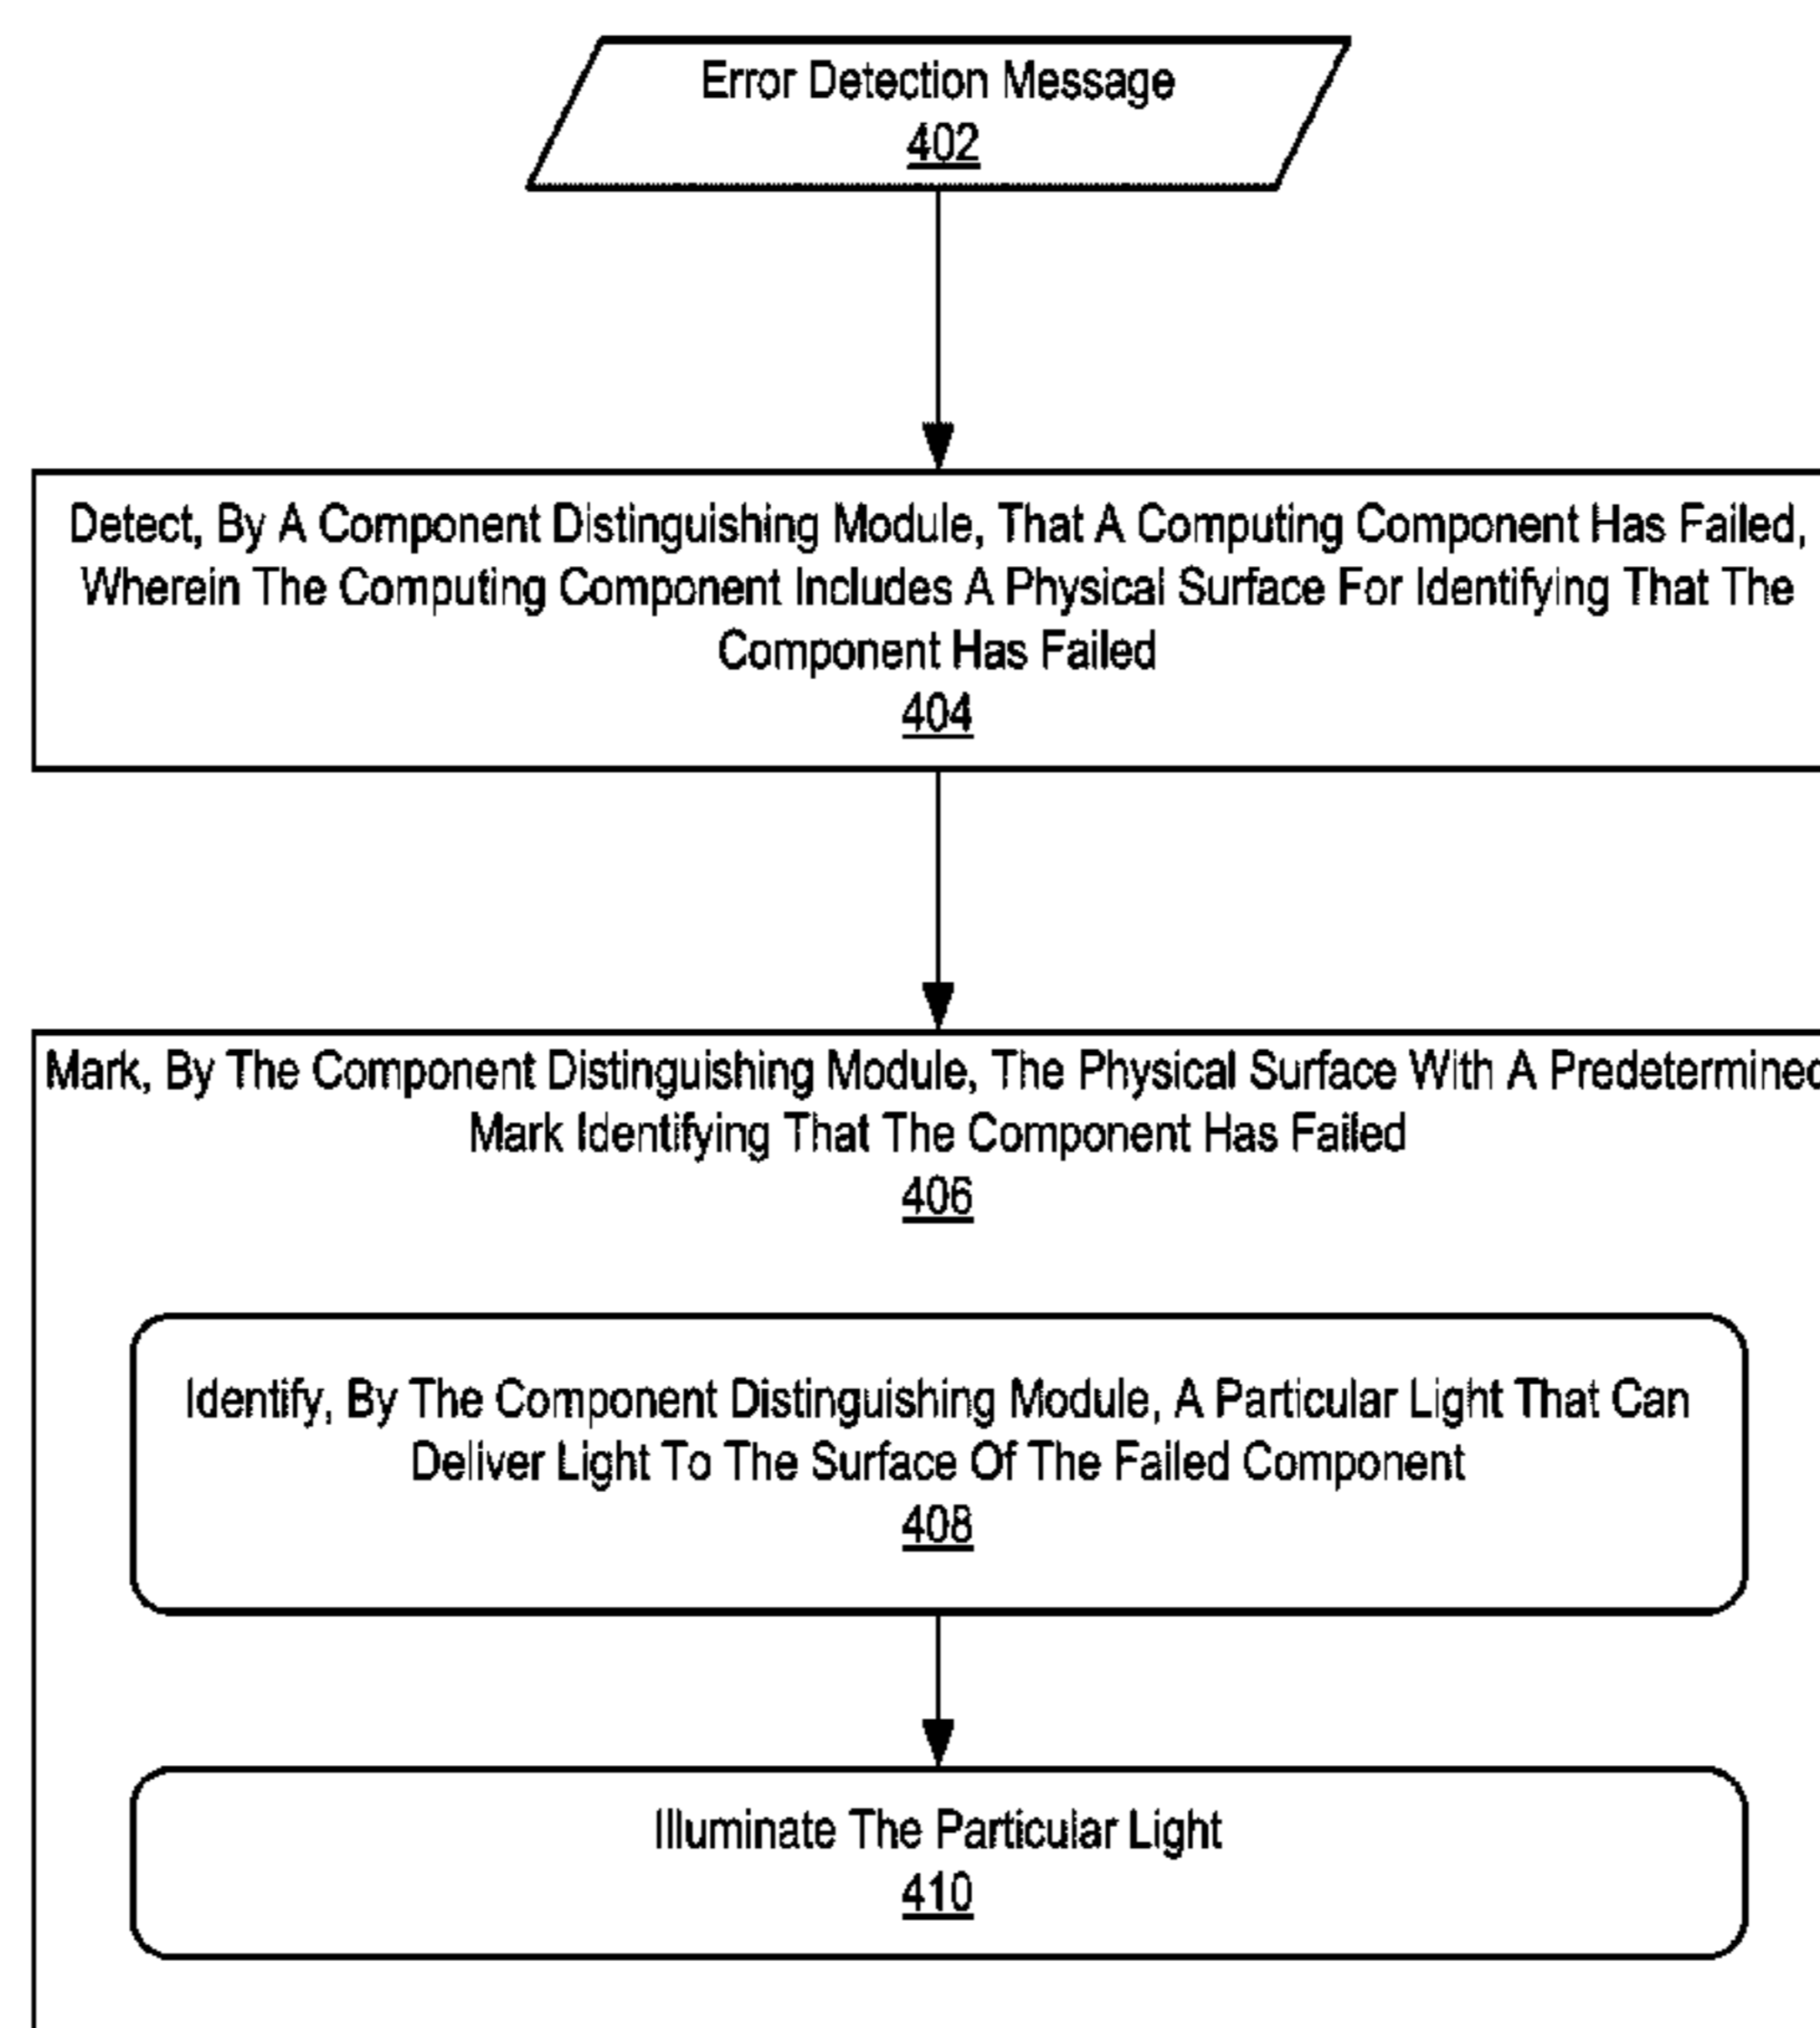 Error Detection Message
402
Detect, By A Component Distinguishing Module, That A Computing Component Has Failed,
Wherein The Computing Component Includes A Physical Surface For Identifying That The
Component Has Failed
404
Mark, By The Component Distinguishing Module, The Physical Surface With A Predetermined
Mark Identifying That The Component Has Failed
406
Identify, By The Component Distinguishing Module, A Particular Light That Can
Deliver Light To The Surface Of The Failed Component
408
Illuminate The Particular Light
410